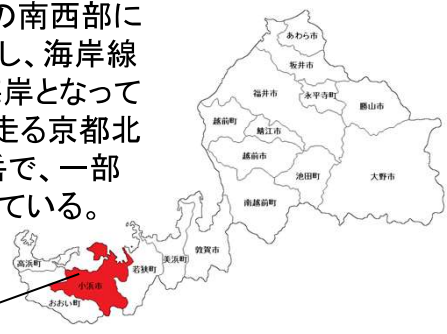 の南西部に
し、海岸線
岸となって
走る京都北
岳で、一部
ている。
あわら市
坂井市
福井市
永平寺町
勝山市
越前町
鯖江市
越前市
池田町
大野市
南越前町
敦賀市
美浜町
若狭町
高浜町
小浜市
おおい町